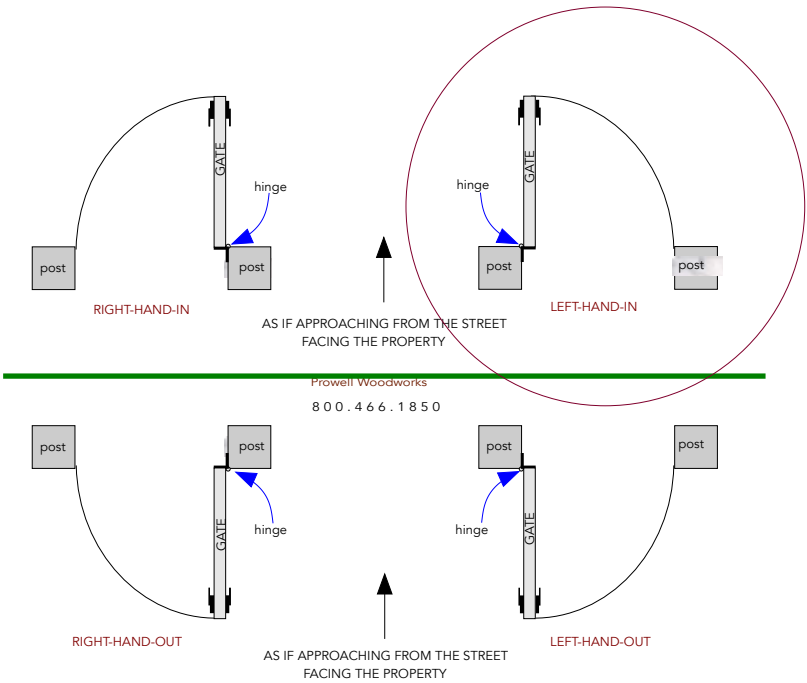 GATE
GATE
hinge
hinge
post
post
post
post
RIGHT-HAND-IN
LEFT-HAND-IN
AS IF APPROACHING FROM THE STREET
FACING THE PROPERTY
Prowell Woodworks
800.466.1850
post
post
post
post
hinge
hinge
GATE
GATE
RIGHT-HAND-OUT
LEFT-HAND-OUT
AS IF APPROACHING FROM THE STREET
FACING THE PROPERTY